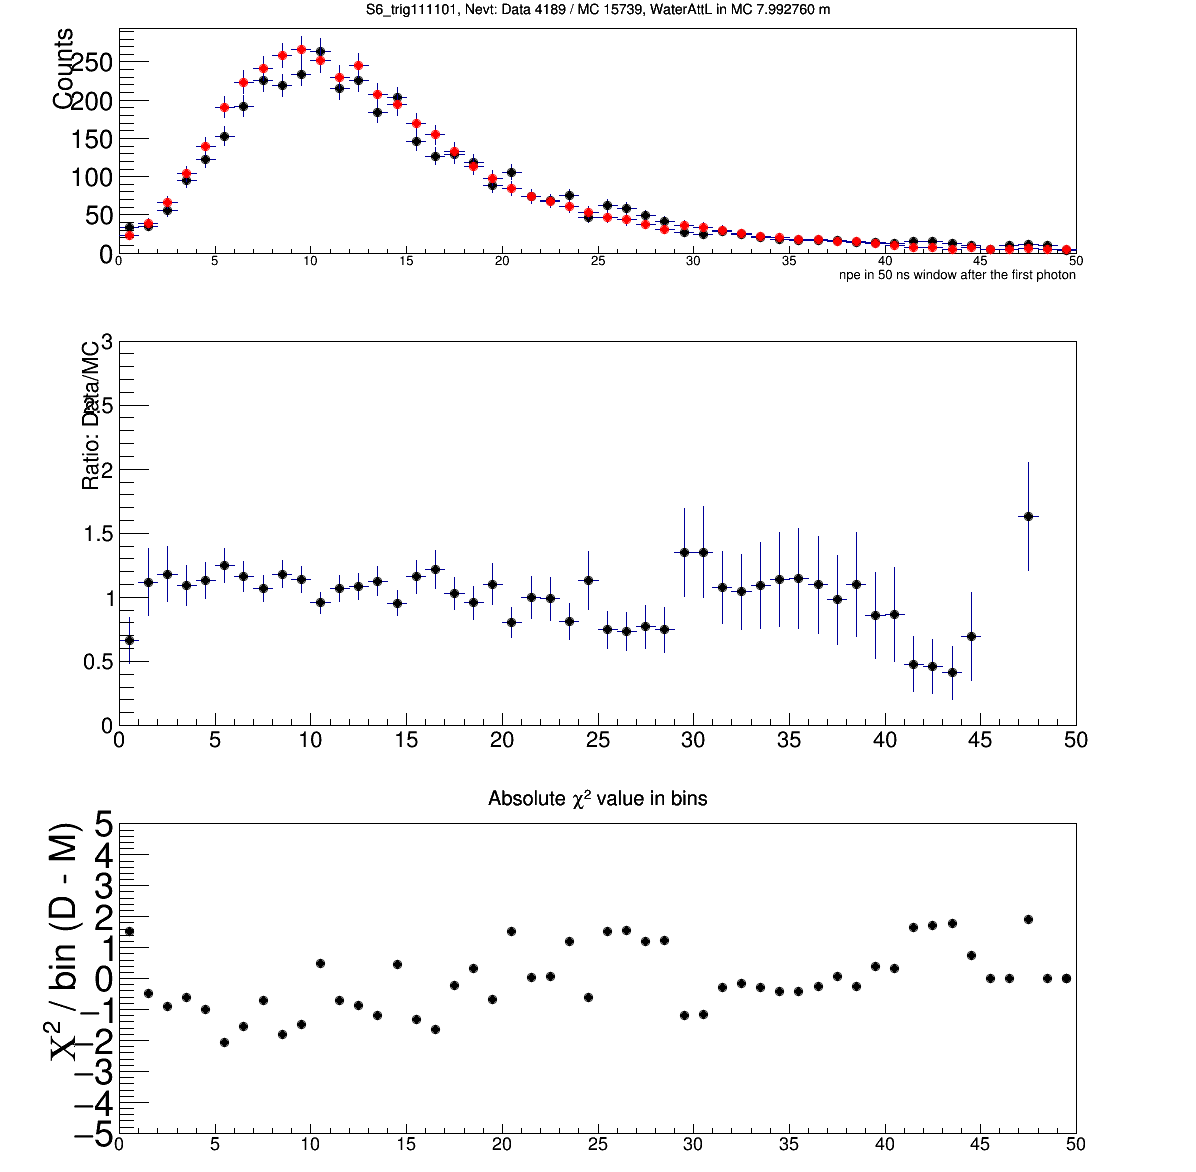 S6_trig111101, Nevt: Data 4189 / MC 15739, WaterAttL in MC 7.992760 m
Counts
250
200
150
100
50
0
0 5 10 15 20 25 30 35 40 45 50
npe in 50 ns window after the first photon
Ratio: Data/MC
3
2.5
2
1.5
1
0.5
0
0 5 10 15 20 25 30 35 40 45 50
Absolute χ² value in bins
χ² / bin (D - M)
5
4
3
2
1
0
−1
−2
−3
−4
−5
0 5 10 15 20 25 30 35 40 45 50